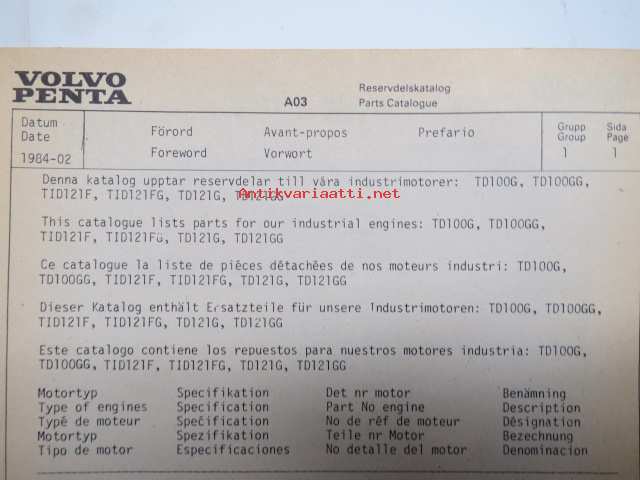 VOLVO
PENTA
A03
Reservdelskatalog
Parts Catalogue
Datum
Date
1984-02
Förord Avant-propos Prefario
Foreword Vorwort
Grupp
Group
1
Sida
Page
1
Denna katalog upptar reservdelar till våra industrimotorer: TD100G, TD100GG,
TID121F, TID121FG, TD121G, TD121GG
Antikvariaatti.net
This catalogue lists parts for our industrial engines: TD100G, TD100GG,
TID121F, TID121FG, TD121G, TD121GG
Ce catalogue la liste de piéces détachées de nos moteurs industri: TD100G,
TD100GG, TID121F, TID121FG, TD121G, TD121GG
Dieser Katalog enthält Ersatzteile für unsere Industrimotoren: TD100G, TD100GG,
TID121F, TID121FG, TD121G, TD121GG
Este catalogo contiene los repuestos para nuestros motores industria: TD100G,
TD100GG, TID121F, TID121FG, TD121G, TD121GG
Motortyp Specifikation Det nr motor Benämning
Type of engines Specification Part No engine Description
Typé de moteur Spécification No de réf de moteur Désignation
Motortyp Spezifikation Teile nr Motor Bezechnung
Tipo de motor Especificaciones No detalle del motor Denominacion